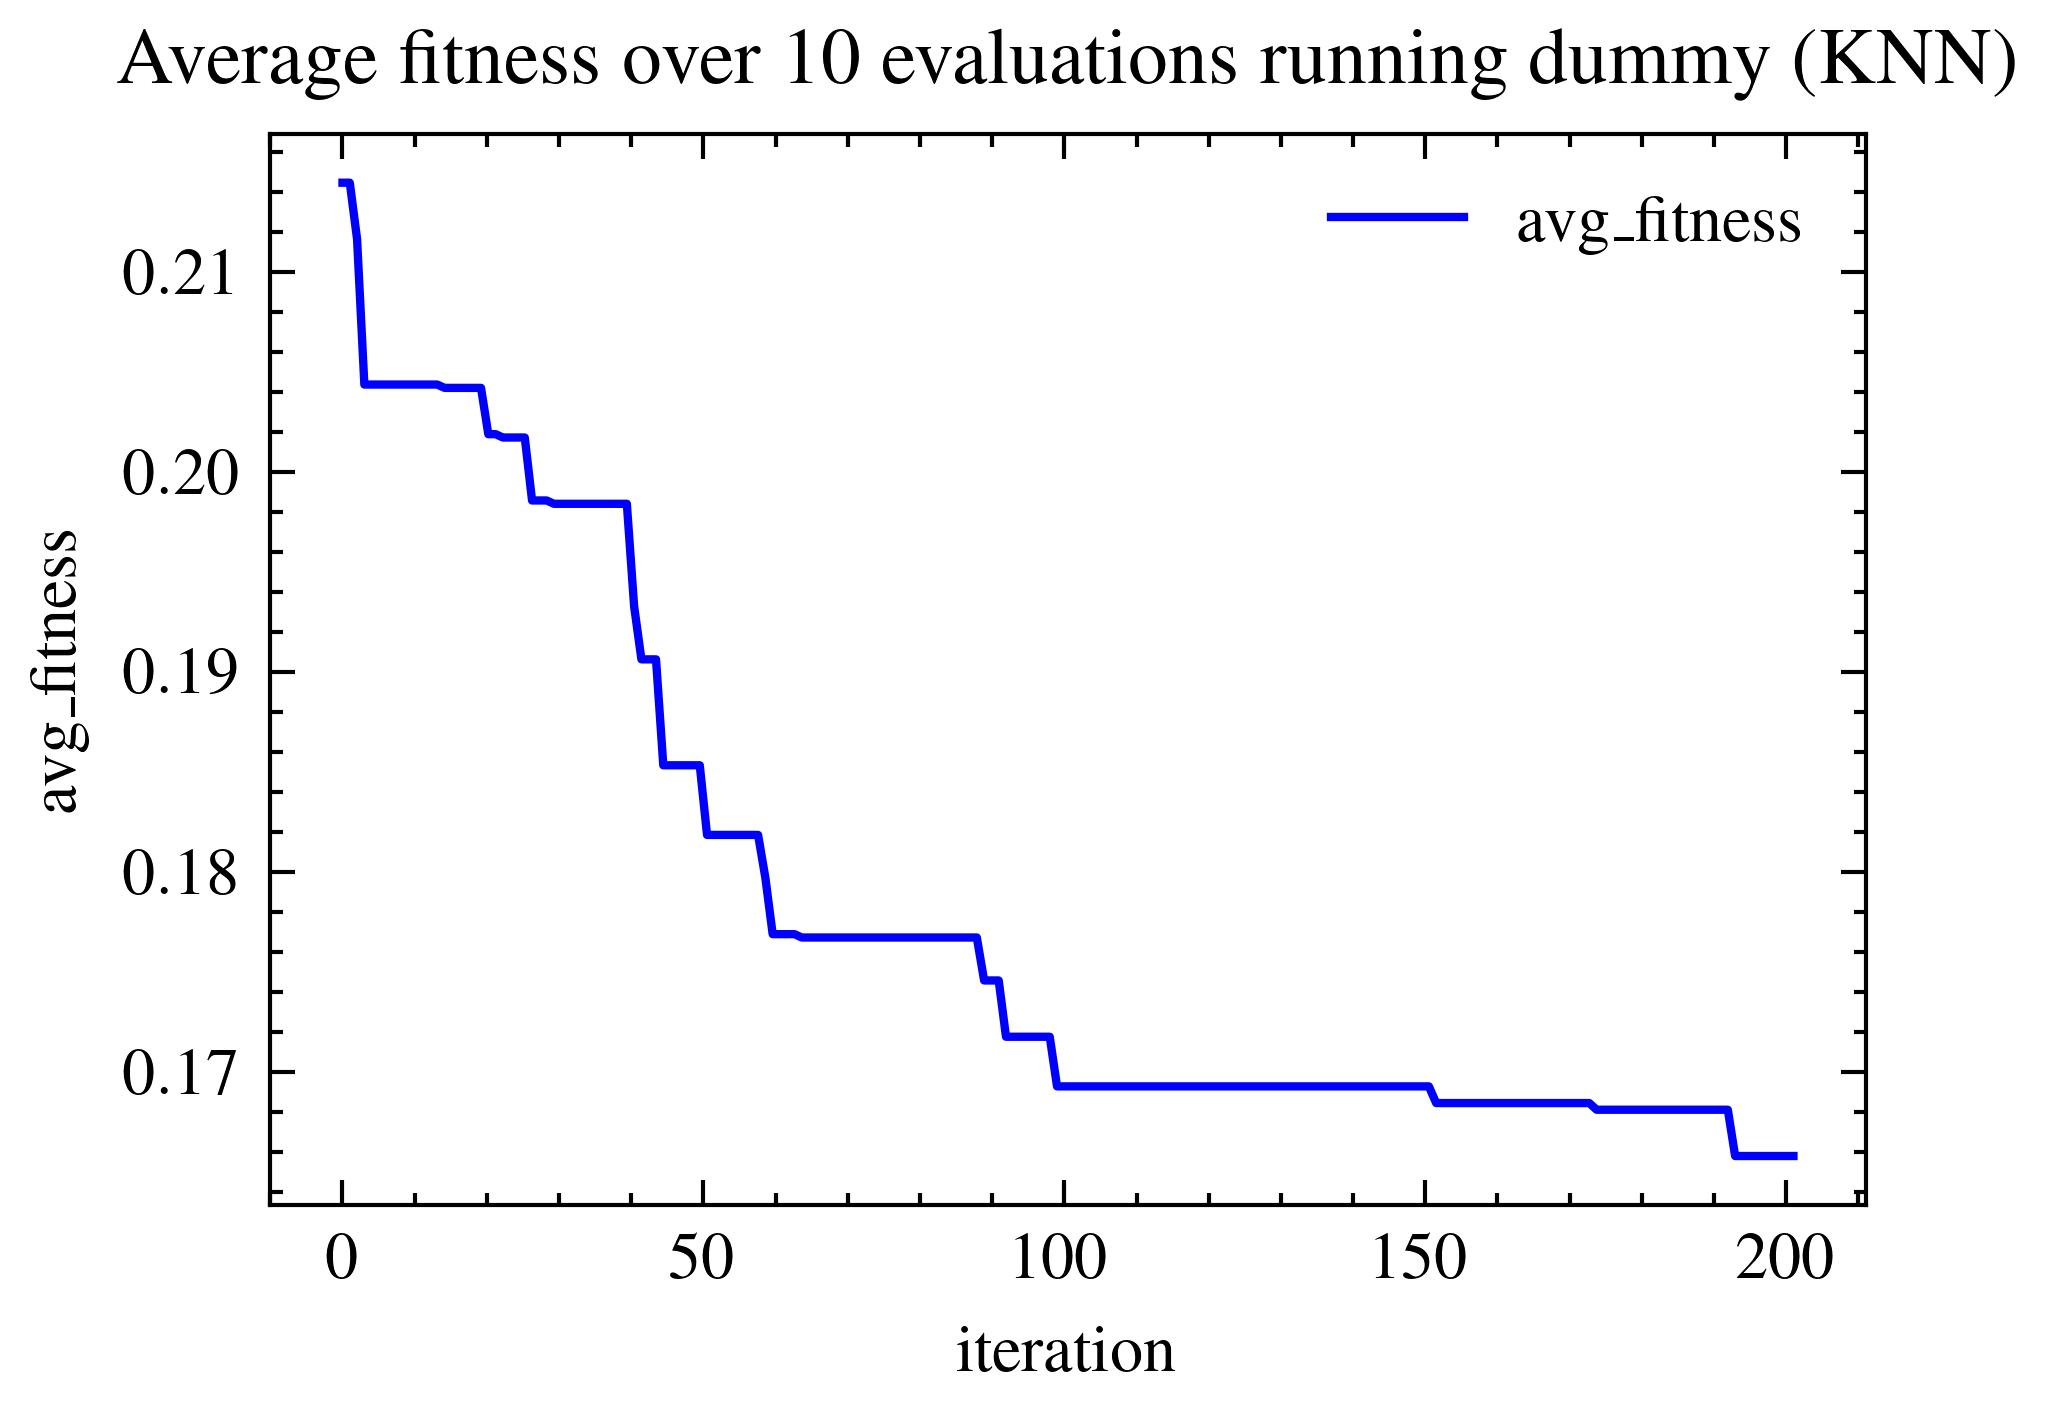 Average fitness over 10 evaluations running dummy (KNN)
avg_fitness
0.21
0.20
0.19
0.18
0.17
avg_fitness
0 50 100 150 200
iteration